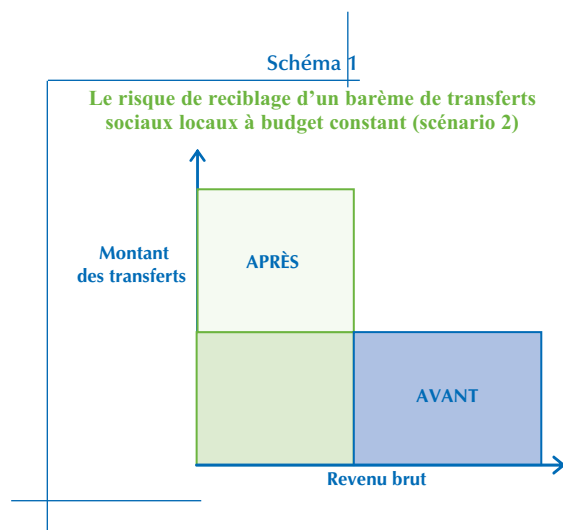 Schéma 1
Le risque de reciblage d’un barème de transferts
sociaux locaux à budget constant (scénario 2)
Montant
des transferts
APRÈS
AVANT
Revenu brut